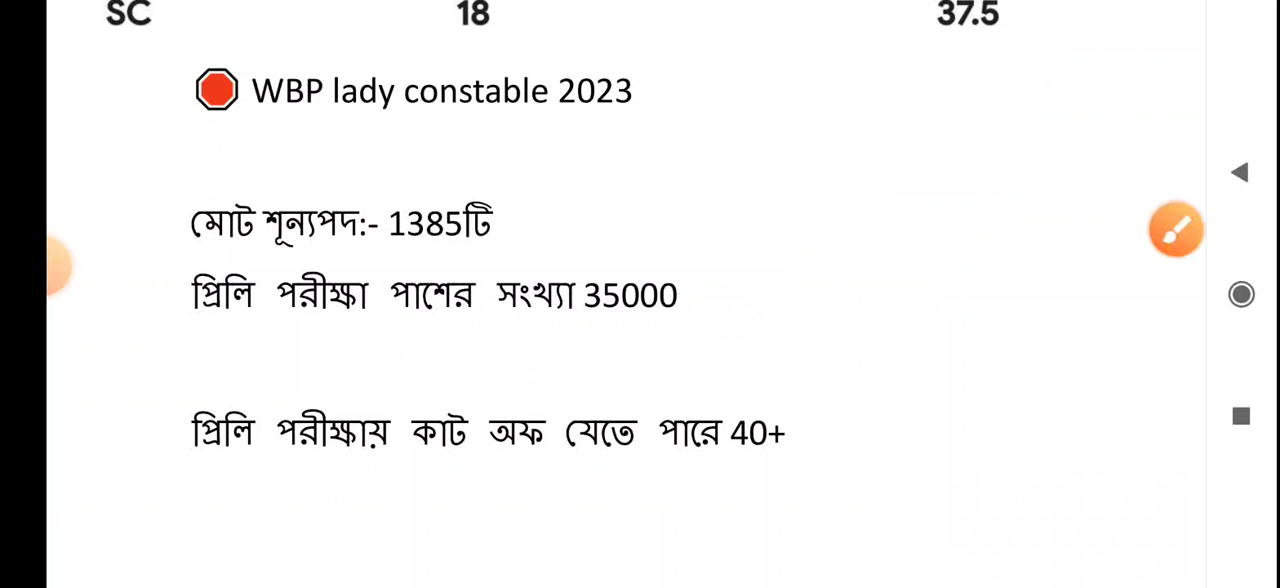 SC 18 37.5
WBP lady constable 2023
মোট শূন্যপদ:- 1385টি
প্রিলি পরীক্ষা পাশের সংখ্যা 35000
প্রিলি পরীক্ষায় কাট অফ যেতে পারে 40+